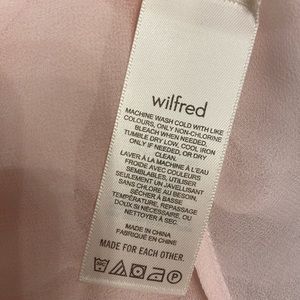 wilfred
MACHINE WASH COLD WITH LIKE
COLOURS, ONLY NON-CHLORINE
BLEACH WHEN NEEDED,
TUMBLE DRY LOW, COOL IRON
ONLY IF NEEDED, OR DRY
CLEAN.
LAVER À LA MACHINE À L'EAU
FROIDE AVEC COULEURS
SEMBLABLES, UTILISER
SEULEMENT UN JAVELLISANT
SANS CHLORE AU BESOIN,
SÉCHER À BASSE
TEMPÉRATURE, REPASSAGE
DOUX SI NÉCESSAIRE, OU
NETTOYER À SEC.
MADE IN CHINA
FABRIQUÉ EN CHINE
MADE FOR EACH OTHER.